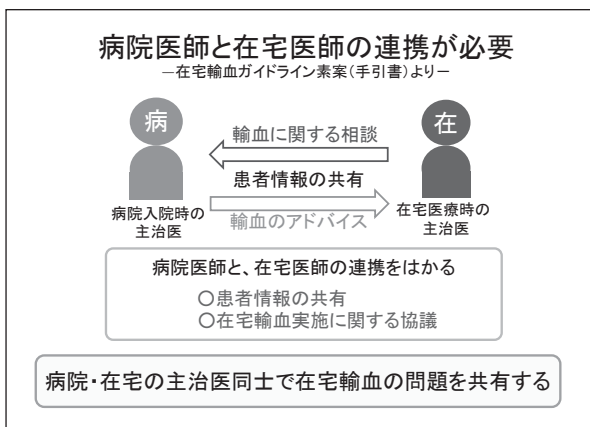 病院医師と在宅医師の連携が必要
－在宅輸血ガイドライン素案(手引書)より－
病
在
輸血に関する相談
患者情報の共有
輸血のアドバイス
病院入院時の
主治医
在宅医療時の
主治医
病院医師と、在宅医師の連携をはかる
○患者情報の共有
○在宅輸血実施に関する協議
病院・在宅の主治医同士で在宅輸血の問題を共有する